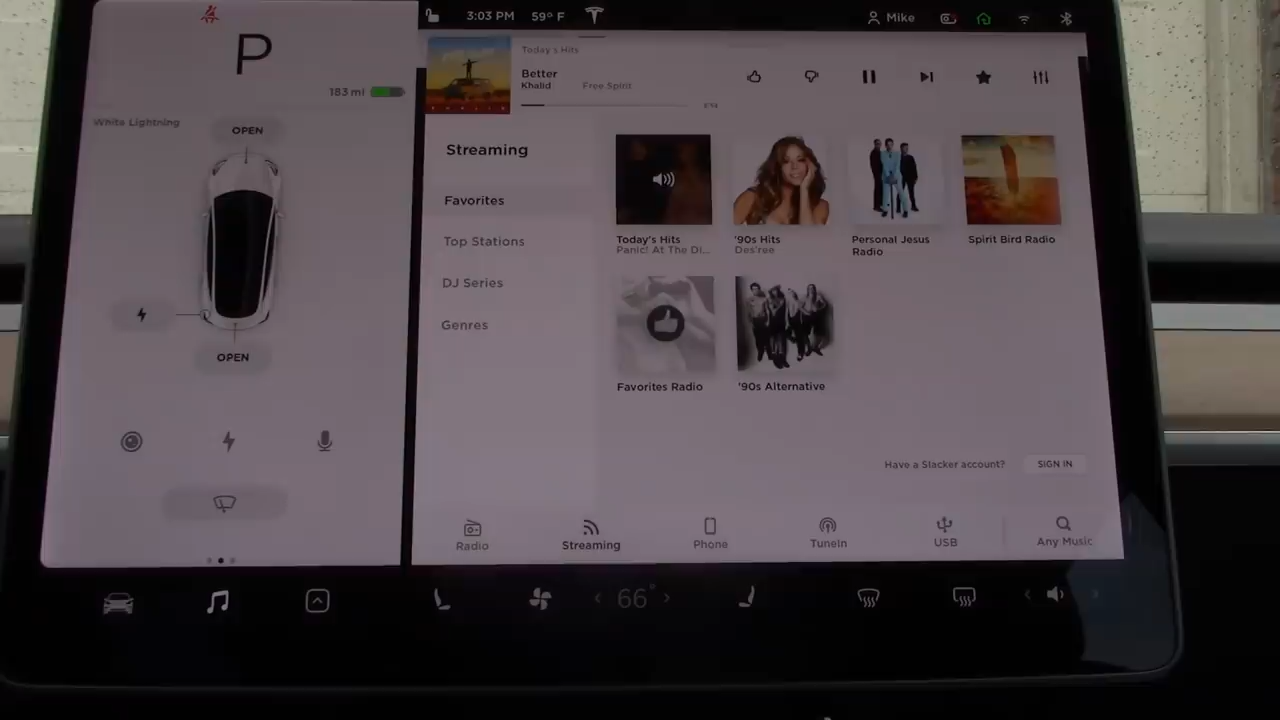 P
183 mi
White Lightning
OPEN
OPEN
3:03 PM
59° F
Mike
Today's Hits
Better
Khalid
Free Spirit
Streaming
Favorites
Top Stations
DJ Series
Genres
Today's Hits
Panic! At The Di...
'90s Hits
Des'ree
Personal Jesus
Radio
Spirit Bird Radio
Favorites Radio
'90s Alternative
Have a Slacker account?
SIGN IN
Radio
Streaming
Phone
TuneIn
USB
Any Music
66°